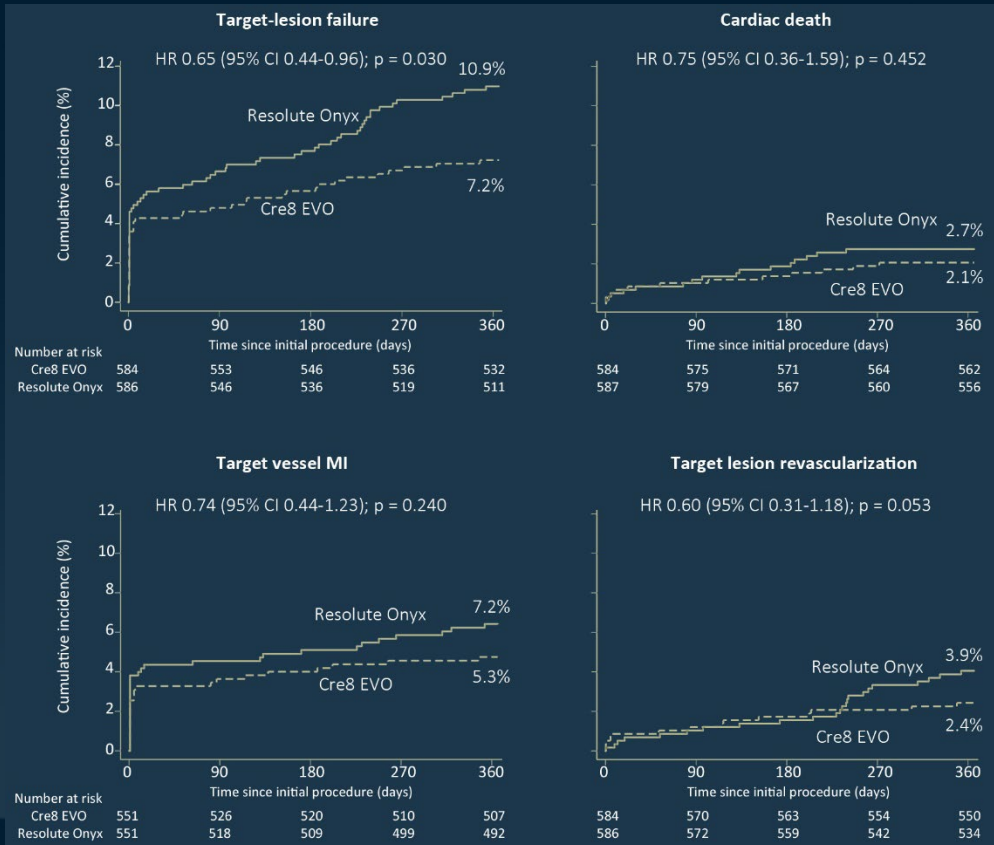 Target-lesion failure
HR 0.65 (95% CI 0.44-0.96); p = 0.030
Cumulative incidence (%)
12
10
8
6
4
2
0
10.9%
Resolute Onyx
7.2%
Cre8 EVO
0 90 180 270 360
Time since initial procedure (days)
Number at risk
Cre8 EVO 584 553 546 536 532
Resolute Onyx 586 546 536 519 511
Cardiac death
HR 0.75 (95% CI 0.36-1.59); p = 0.452
Resolute Onyx 2.7%
2.1%
Cre8 EVO
0 90 180 270 360
Time since initial procedure (days)
584 575 571 564 562
587 579 567 560 556
Target vessel MI
HR 0.74 (95% CI 0.44-1.23); p = 0.240
Cumulative incidence (%)
12
10
8
6
4
2
0
Resolute Onyx 7.2%
Cre8 EVO 5.3%
0 90 180 270 360
Time since initial procedure (days)
Number at risk
Cre8 EVO 551 526 520 510 507
Resolute Onyx 551 518 509 499 492
Target lesion revascularization
HR 0.60 (95% CI 0.31-1.18); p = 0.053
Resolute Onyx 3.9%
Cre8 EVO 2.4%
0 90 180 270 360
Time since initial procedure (days)
584 570 563 554 550
586 572 559 542 534